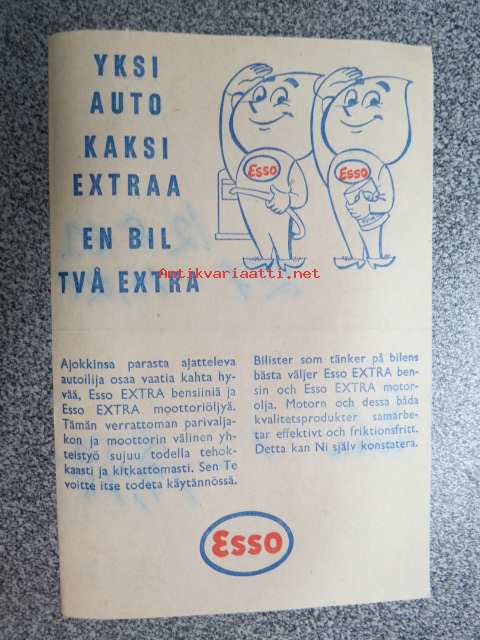 YKSI
AUTO
KAKSI
EXTRAA
EN BIL
TVÅ EXTRA
Esso
Esso
Antikvariaatti.net
Ajokkinsa parasta ajatteleva
autoilija osaa vaatia kahta hy-
vää, Esso EXTRA bensiiniä ja
Esso EXTRA moottoriöljyä.
Tämän verrattoman parivalja-
kon ja moottorin välinen yh-
teistyö sujuu todella tehok-
kaasti ja kitkattomasti. Sen Te
voitte itse todeta käytännössä.
Bilister som tänker på bilens
bästa väljer Esso EXTRA ben-
sin och Esso EXTRA motor-
olja. Motorn och dessa båda
kvalitetsprodukter samarbe-
tar effektivt och friktionsfritt.
Detta kan Ni själv konstatera.
Esso